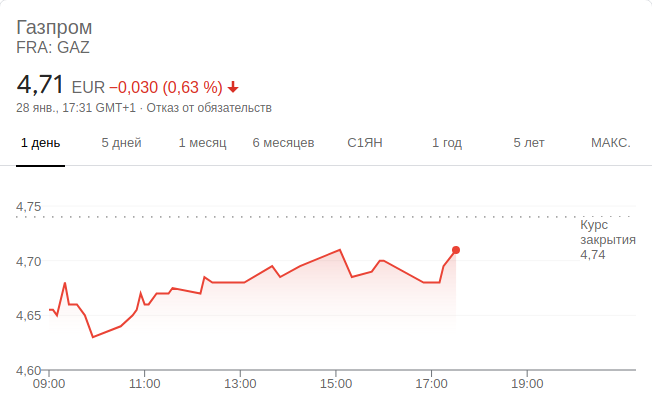 Газпром
FRA: GAZ
4,71 EUR −0,030 (0,63 %)
28 янв., 17:31 GMT+1 · Отказ от обязательств
1 день 5 дней 1 месяц 6 месяцев С1ЯН 1 год 5 лет МАКС.
4,75
Курс
закрытия
4,74
4,70
4,65
4,60
09:00 11:00 13:00 15:00 17:00 19:00